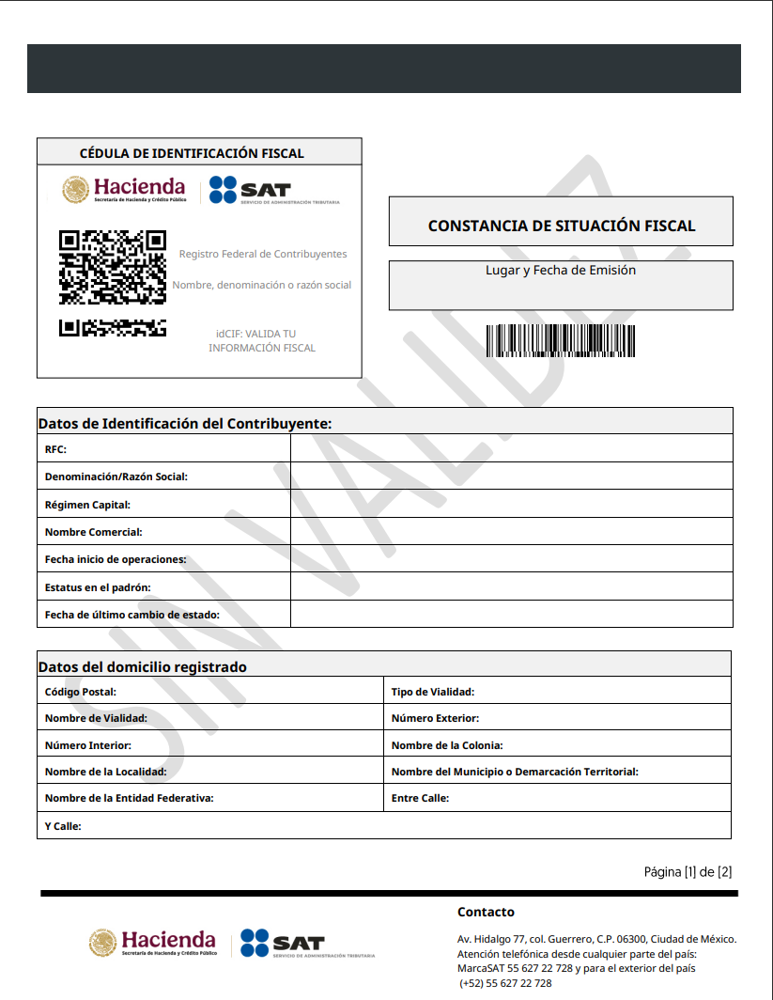 CÉDULA DE IDENTIFICACIÓN FISCAL
Hacienda
Secretaría de Hacienda y Crédito Público
SAT
SERVICIO DE ADMINISTRACIÓN TRIBUTARIA
Registro Federal de Contribuyentes
Nombre, denominación o razón social
idCIF: VALIDA TU
INFORMACIÓN FISCAL
CONSTANCIA DE SITUACIÓN FISCAL
Lugar y Fecha de Emisión
SIN VALIDEZ
Datos de Identificación del Contribuyente:
RFC:
Denominación/Razón Social:
Régimen Capital:
Nombre Comercial:
Fecha inicio de operaciones:
Estatus en el padrón:
Fecha de último cambio de estado:
Datos del domicilio registrado
Código Postal: Tipo de Vialidad:
Nombre de Vialidad: Número Exterior:
Número Interior: Nombre de la Colonia:
Nombre de la Localidad: Nombre del Municipio o Demarcación Territorial:
Nombre de la Entidad Federativa: Entre Calle:
Y Calle:
Página [1] de [2]
Hacienda
Secretaría de Hacienda y Crédito Público
SAT
SERVICIO DE ADMINISTRACIÓN TRIBUTARIA
Contacto
Av. Hidalgo 77, col. Guerrero, C.P. 06300, Ciudad de México.
Atención telefónica desde cualquier parte del país:
MarcaSAT 55 627 22 728 y para el exterior del país
(+52) 55 627 22 728